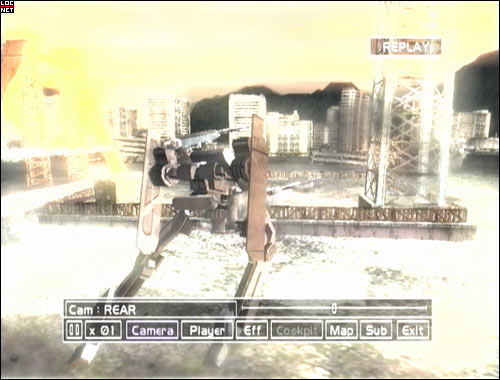 LOC
NET
REPLAY
Cam : REAR
x 01 Camera Player Eff Cockpit Map Sub Exit